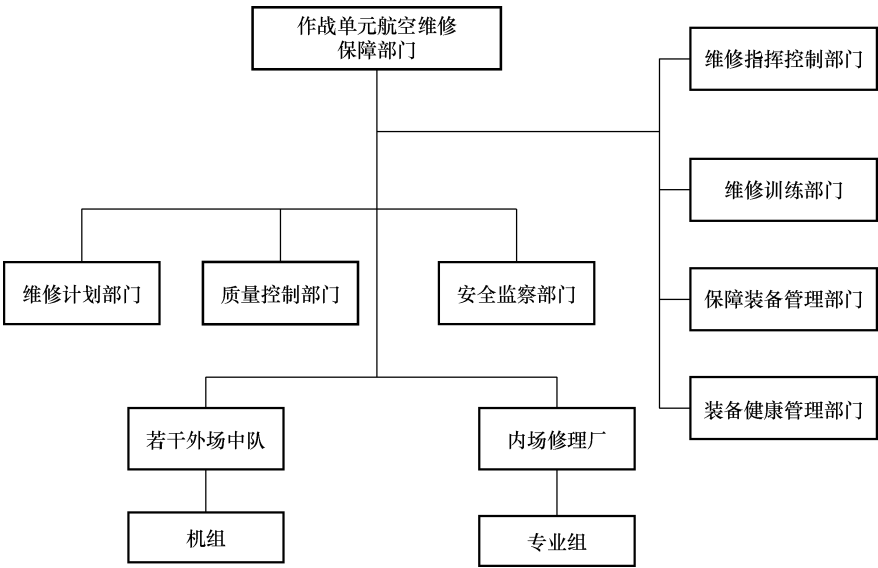 作战单元航空维修
保障部门
维修指挥控制部门
维修训练部门
保障装备管理部门
装备健康管理部门
维修计划部门
质量控制部门
安全监察部门
若干外场中队
内场修理厂
机组
专业组